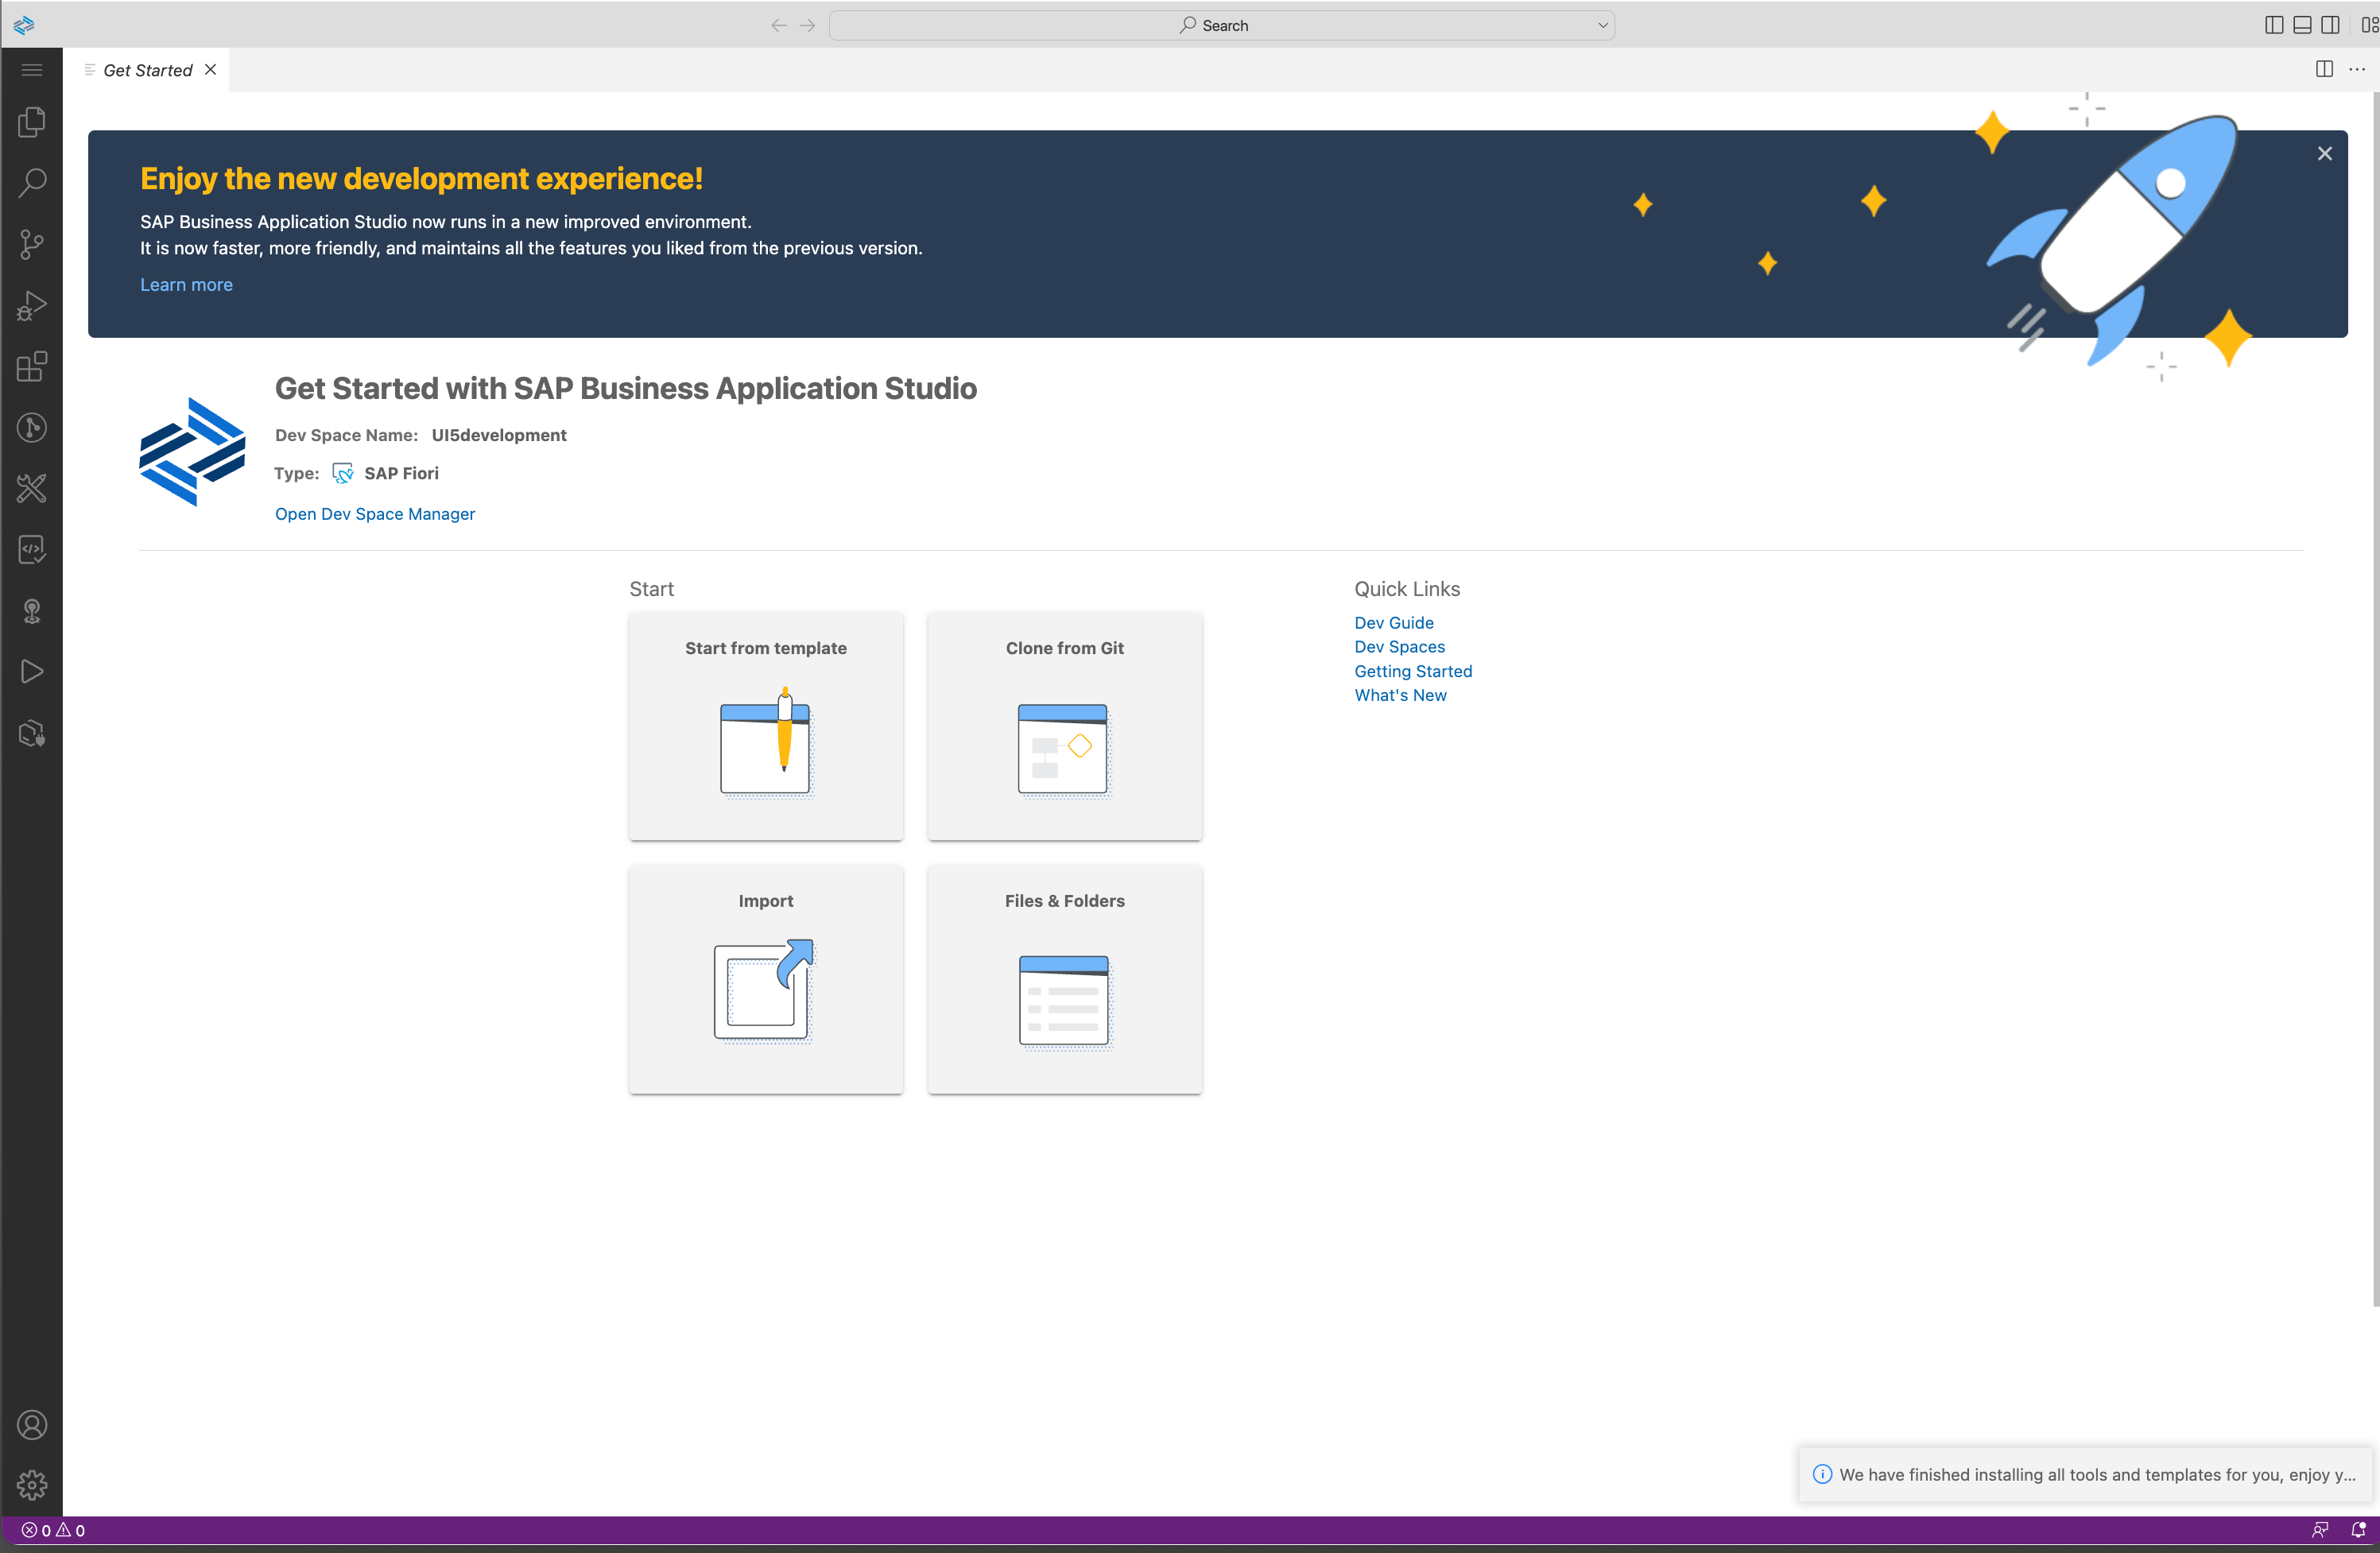 Search
Get Started
Enjoy the new development experience!
SAP Business Application Studio now runs in a new improved environment.
It is now faster, more friendly, and maintains all the features you liked from the previous version.
Learn more
Get Started with SAP Business Application Studio
Dev Space Name: UI5development
Type: SAP Fiori
Open Dev Space Manager
Start
Quick Links
Start from template
Clone from Git
Dev Guide
Dev Spaces
Getting Started
What's New
Import
Files & Folders
We have finished installing all tools and templates for you, enjoy y...
0 0